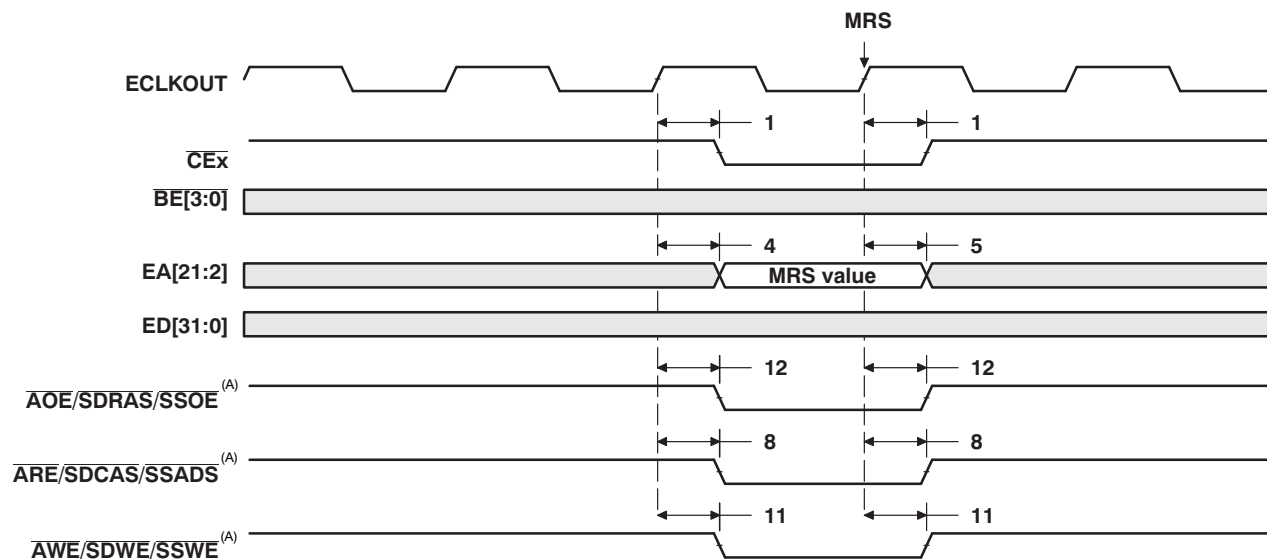 MRS
ECLKOUT
1 1
CEx
BE[3:0]
4 5
EA[21:2] MRS value
ED[31:0]
12 12
AOE/SDRAS/SSOE (A)
8 8
ARE/SDCAS/SSADS (A)
11 11
AWE/SDWE/SSWE (A)